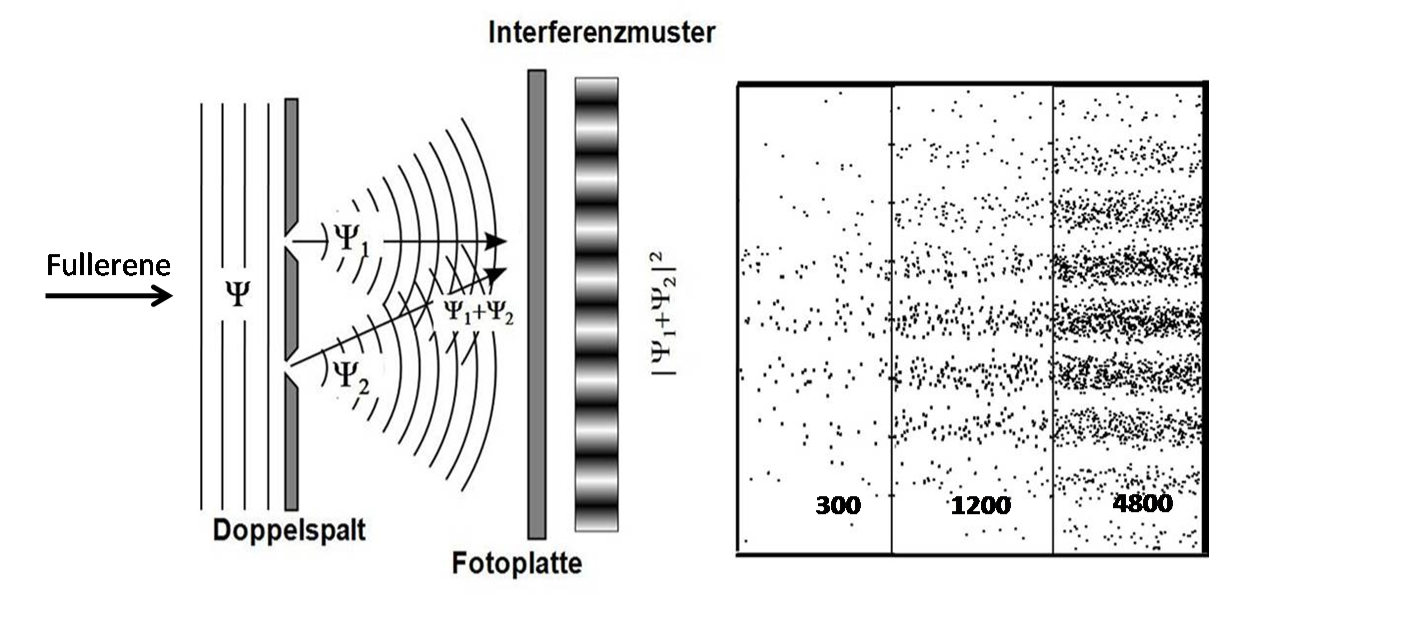 Interferenzmuster
Fullerene
Ψ
Ψ₁
Ψ₁+Ψ₂
Ψ₂
|Ψ₁+Ψ₂|²
Doppelspalt
Fotoplatte
300
1200
4800